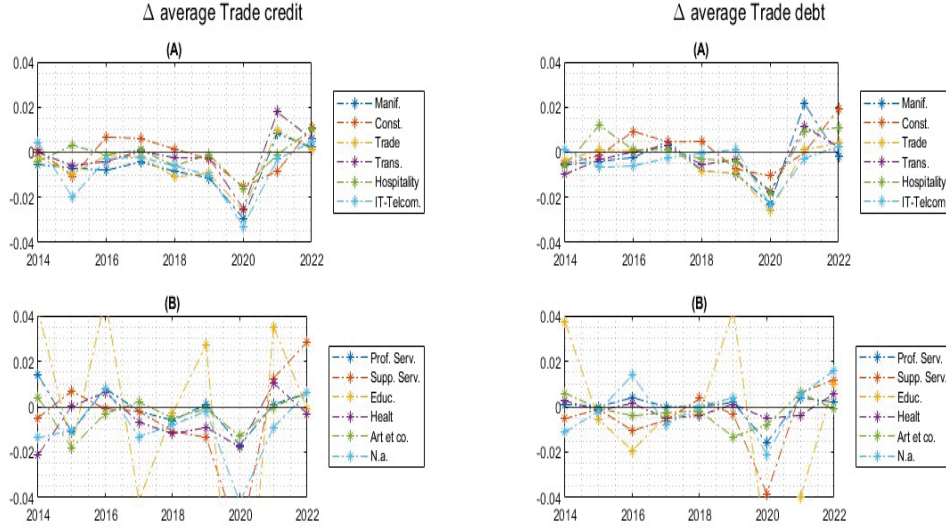 Δ average Trade credit
Δ average Trade debt
(A)
0.04
0.02
0
-0.02
-0.04
2014 2016 2018 2020 2022
Manif.
Const.
Trade
Trans.
Hospitality
IT-Telcom.
(A)
0.04
0.02
0
-0.02
-0.04
2014 2016 2018 2020 2022
Manif.
Const.
Trade
Trans.
Hospitality
IT-Telcom.
(B)
0.04
0.02
0
-0.02
-0.04
2014 2016 2018 2020 2022
Prof. Serv.
Supp. Serv.
Educ.
Healt
Art et co.
N.a.
(B)
0.04
0.02
0
-0.02
-0.04
2014 2016 2018 2020 2022
Prof. Serv.
Supp. Serv.
Educ.
Healt
Art et co.
N.a.